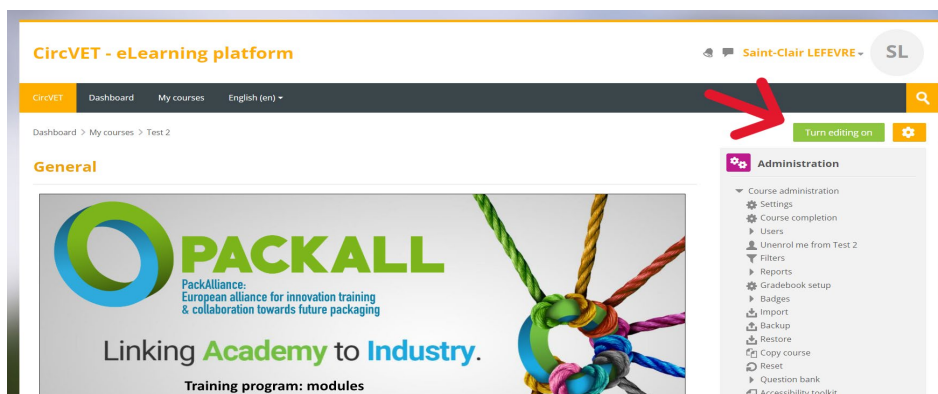 CircVET - eLearning platform
Saint-Clair LEFEVRE
SL
CircVET Dashboard My courses English (en)
Dashboard > My courses > Test 2
Turn editing on
General
PACKALL
PackAlliance:
European alliance for innovation training
& collaboration towards future packaging
Linking Academy to Industry.
Training program: modules
Administration
Course administration
Settings
Course completion
Users
Unenrol me from Test 2
Filters
Reports
Gradebook setup
Badges
Import
Backup
Restore
Copy course
Reset
Question bank
Accessibility toolkit